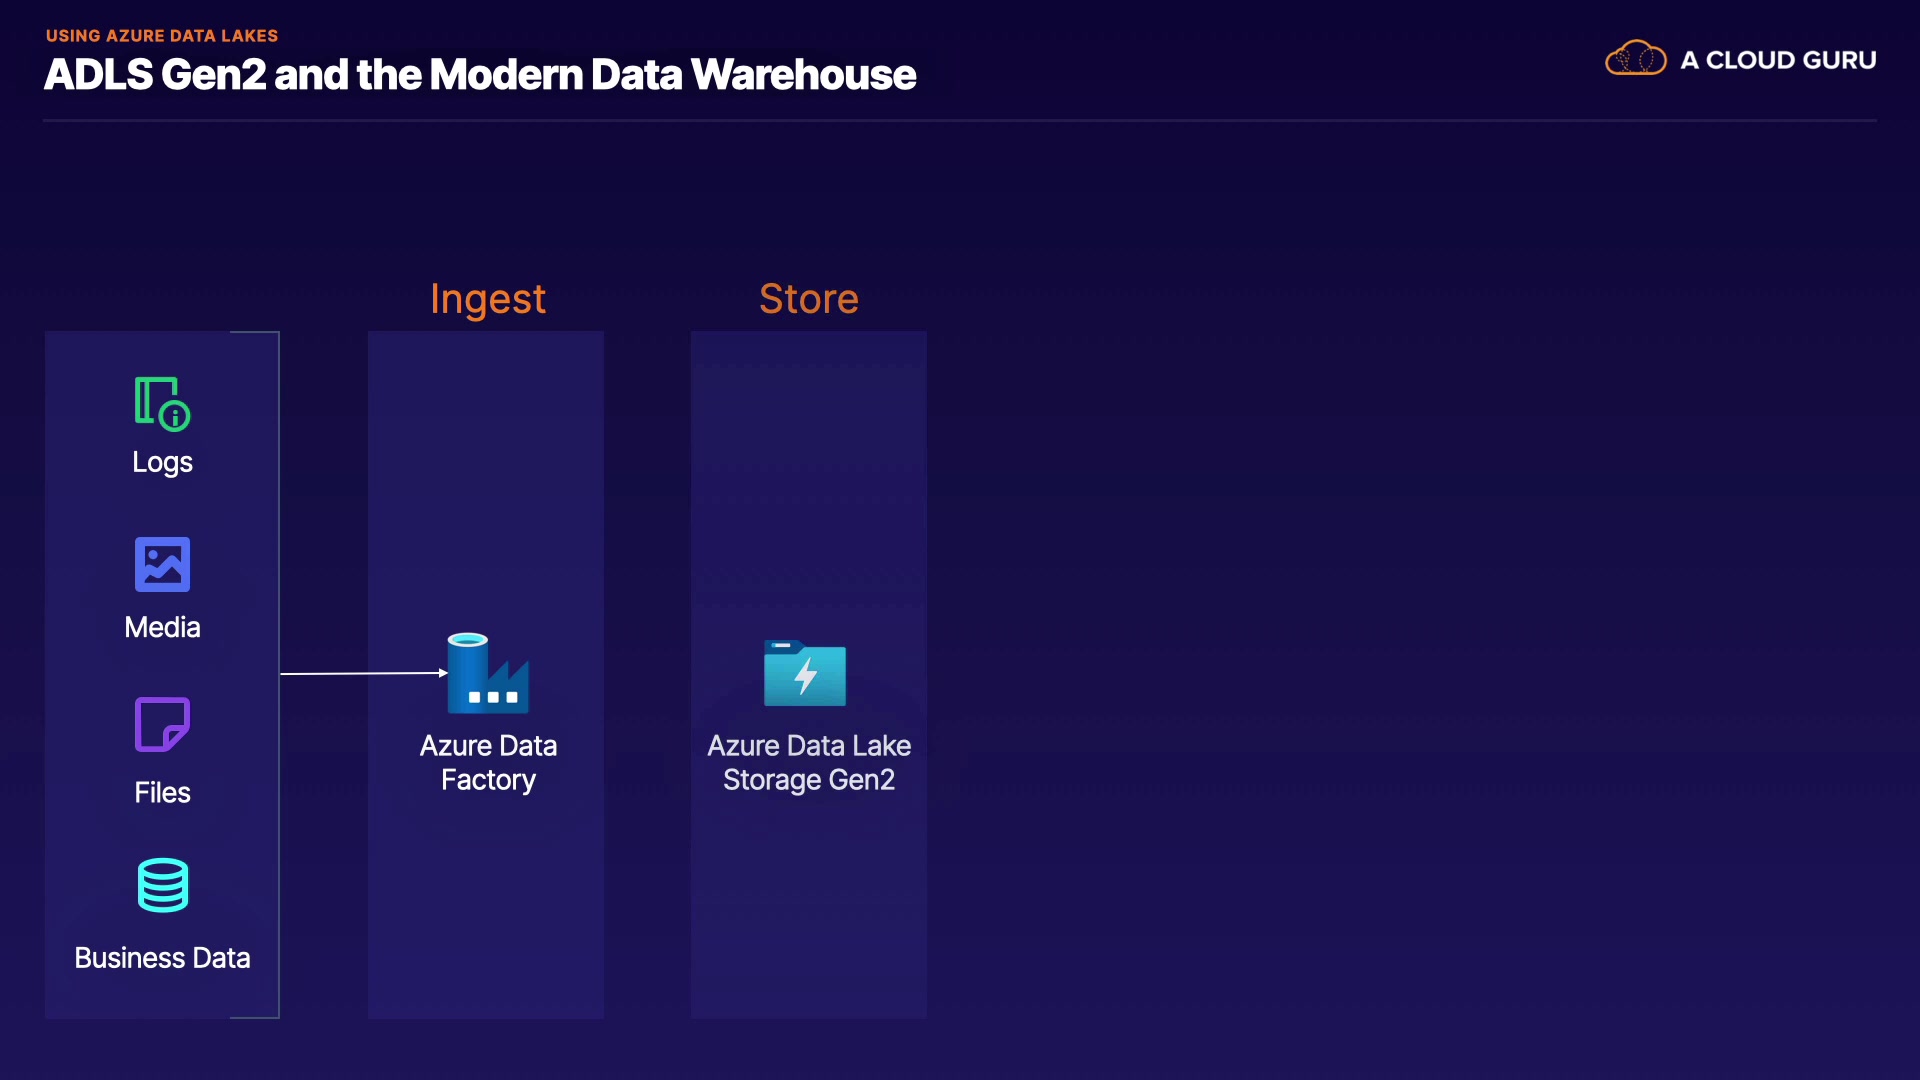 USING AZURE DATA LAKES
ADLS Gen2 and the Modern Data Warehouse
A CLOUD GURU
Ingest
Store
Logs
Media
Files
Business Data
Azure Data
Factory
Azure Data Lake
Storage Gen2